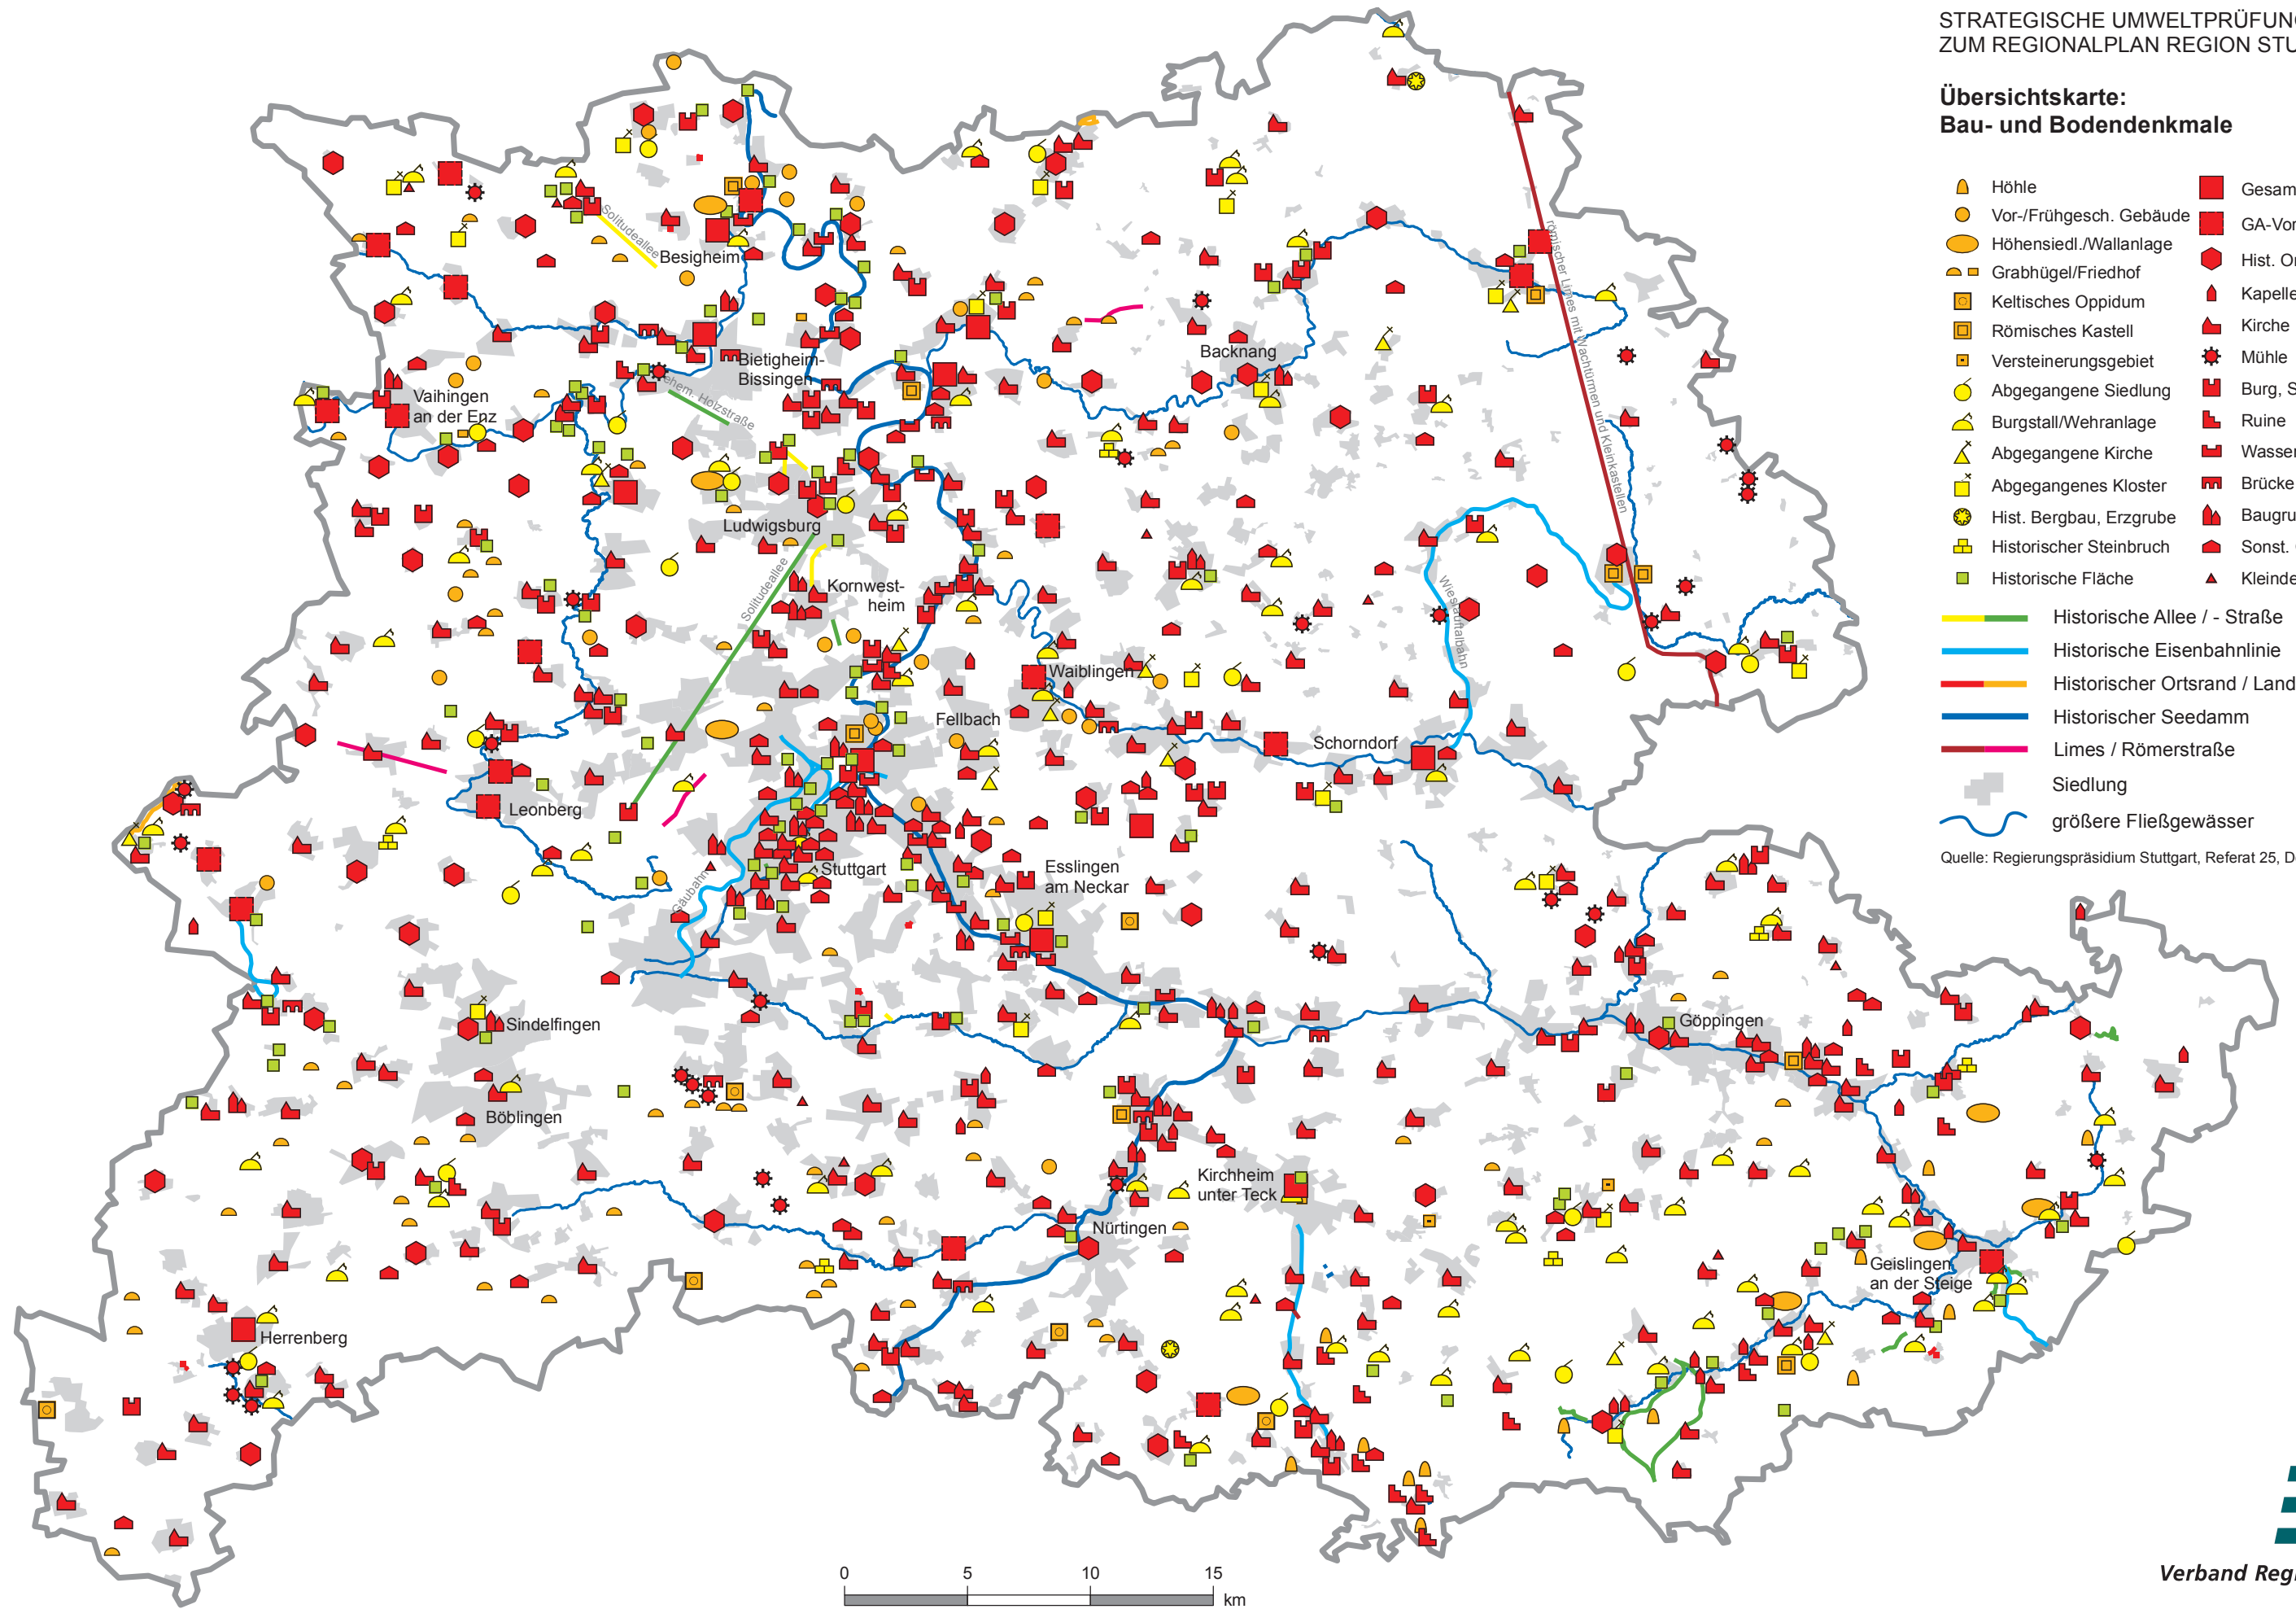 STRATEGISCHE UMWELTPRÜFUN
ZUM REGIONALPLAN REGION STU
Übersichtskarte:
Bau- und Bodendenkmale
Höhle
Vor-/Frühgesch. Gebäude
Höhensiedl./Wallanlage
Grabhügel/Friedhof
Keltisches Oppidum
Römisches Kastell
Versteinerungsgebiet
Abgegangene Siedlung
Burgstall/Wehranlage
Abgegangene Kirche
Abgegangenes Kloster
Hist. Bergbau, Erzgrube
Historischer Steinbruch
Historische Fläche
Gesam
GA-Vor
Hist. Or
Kapelle
Kirche
Mühle
Burg, S
Ruine
Wasser
Brücke
Baugru
Sonst.
Kleinde
Historische Allee / - Straße
Historische Eisenbahnlinie
Historischer Ortsrand / Land
Historischer Seedamm
Limes / Römerstraße
Siedlung
größere Fließgewässer
Quelle: Regierungspräsidium Stuttgart, Referat 25, D
Solitudeallee
Besigheim
römischer Limes mit Wachtürmen und Kleinkastellen
Bietigheim-
Bissingen
Backnang
ehem. Holzstraße
Vaihingen
an der Enz
Ludwigsburg
Solitudeallee
Kornwest-
heim
Wieslauftalbahn
Waiblingen
Fellbach
Schorndorf
Leonberg
Stuttgart
Esslingen
am Neckar
Gäubahn
Sindelfingen
Göppingen
Böblingen
Kirchheim
unter Teck
Nürtingen
Geislingen
an der Steige
Herrenberg
0 5 10 15
km
Verband Reg